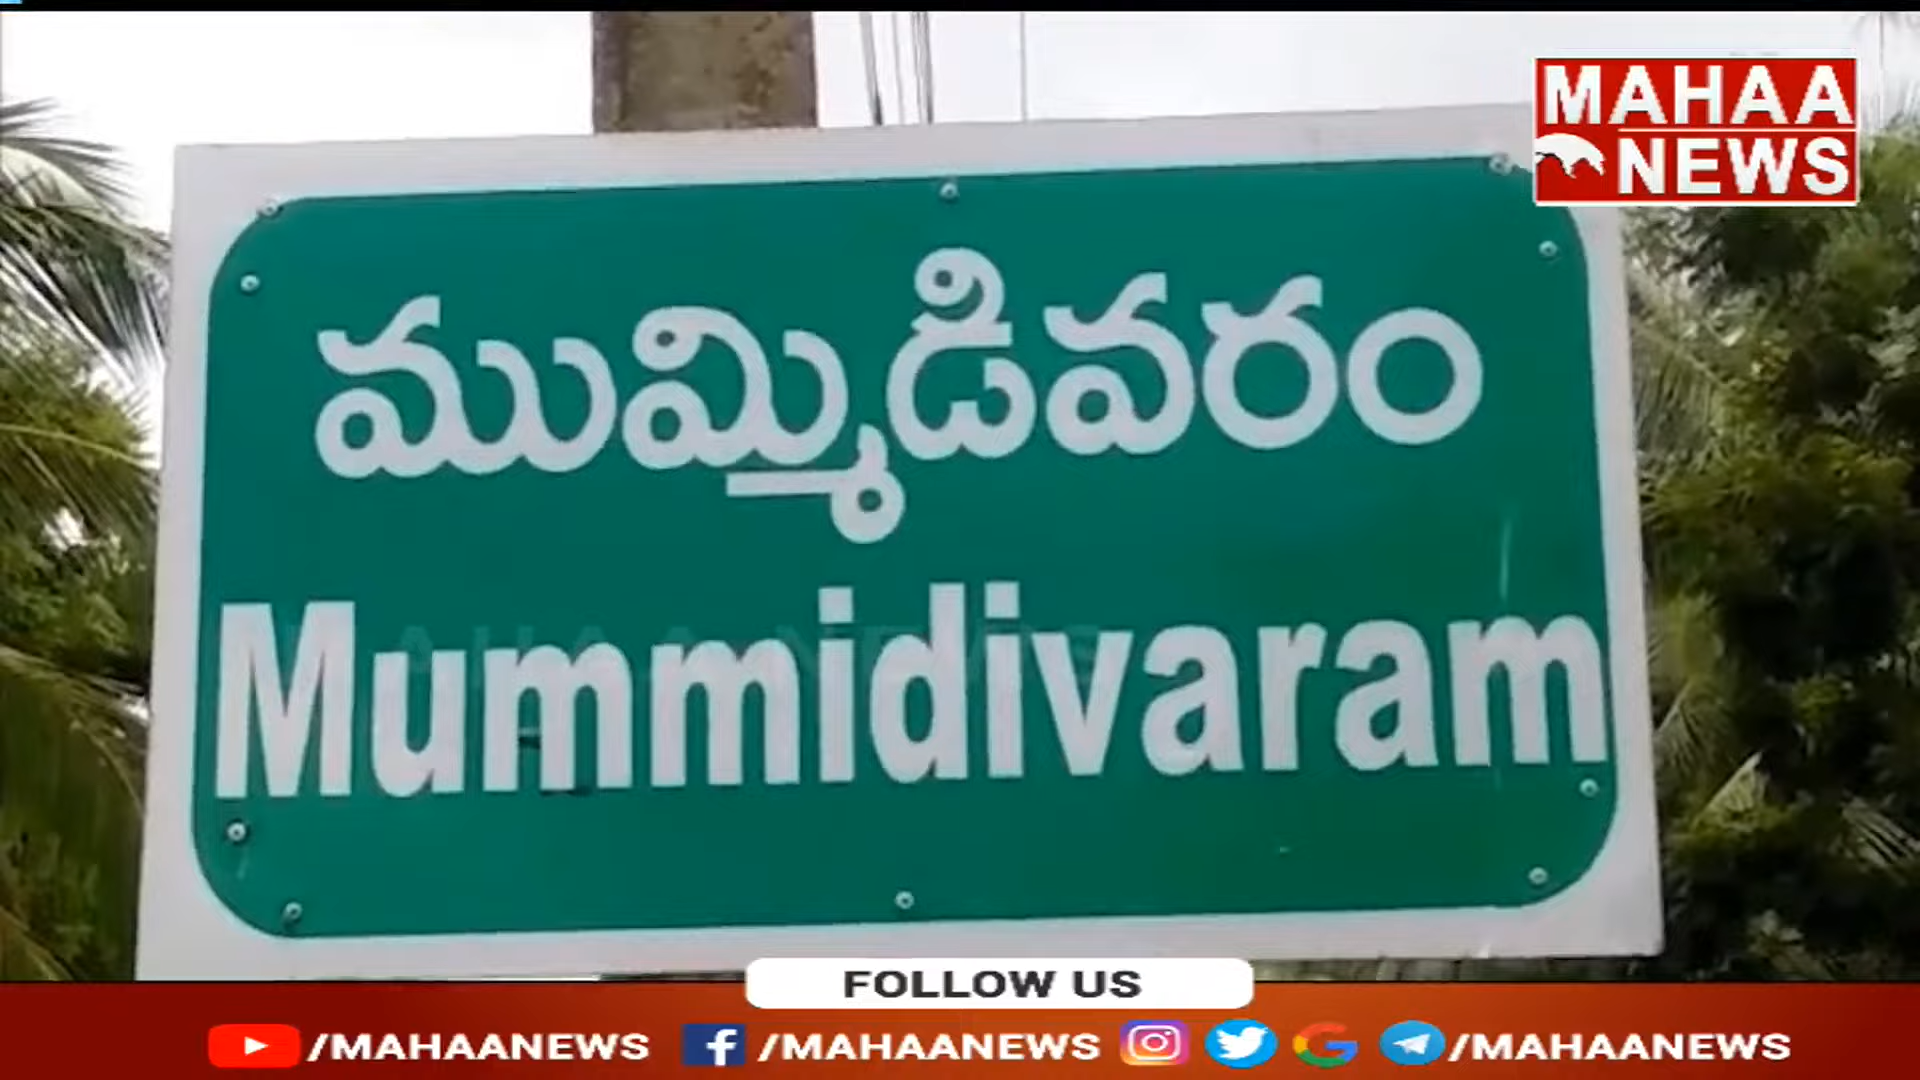 MAHAA
NEWS
ముమ్మిడివరం
Mummidivaram
FOLLOW US
/MAHAANEWS /MAHAANEWS /MAHAANEWS